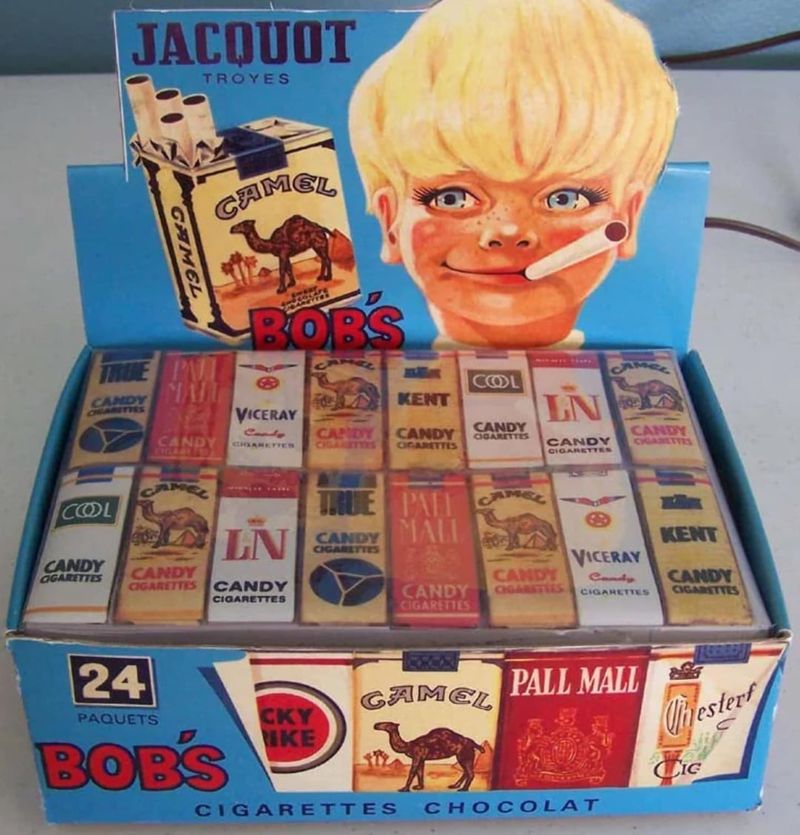 JACQUOT
TROYES
CAMEL
CAMEL
BOB'S
TRUE
CANDY
CIGARETTES
PALL
MALL
CANDY
CIGARETTES
VICERAY
Candy
CIGARETTES
CAMEL
CANDY
CIGARETTES
KENT
CANDY
CIGARETTES
COOL
CANDY
CIGARETTES
LN
CANDY
CIGARETTES
CAMEL
CANDY
CIGARETTES
COOL
CANDY
CIGARETTES
CAMEL
CANDY
CIGARETTES
LN
CANDY
CIGARETTES
TRUE
CANDY
CIGARETTES
PALL
MALL
CANDY
CIGARETTES
CAMEL
CANDY
CIGARETTES
VICERAY
Candy
CIGARETTES
KENT
CANDY
CIGARETTES
24
PAQUETS
BOB'S
CKY
IKE
CAMEL
PALL MALL
Chesterf
CIG
CIGARETTES CHOCOLAT